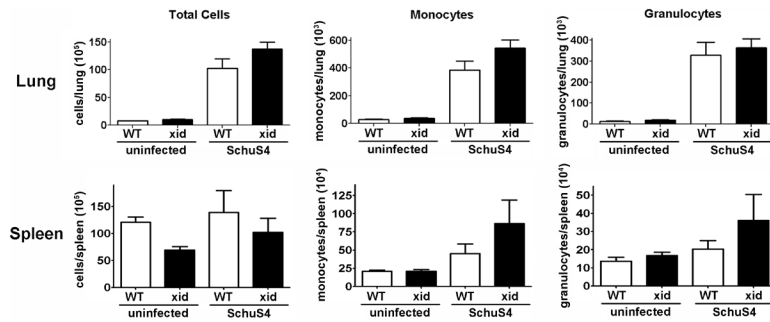 Total Cells
Monocytes
Granulocytes
Lung
cells/lung (10⁵)
150
100
50
0
WT xid WT xid
uninfected SchuS4
monocytes/lung (10³)
600
400
200
0
WT xid WT xid
uninfected SchuS4
granulocytes/lung (10³)
400
300
200
100
0
WT xid WT xid
uninfected SchuS4
Spleen
cells/spleen (10⁵)
150
100
50
0
WT xid WT xid
uninfected SchuS4
monocytes/spleen (10⁴)
125
100
75
50
25
0
WT xid WT xid
uninfected SchuS4
granulocytes/spleen (10⁴)
50
40
30
20
10
0
WT xid WT xid
uninfected SchuS4